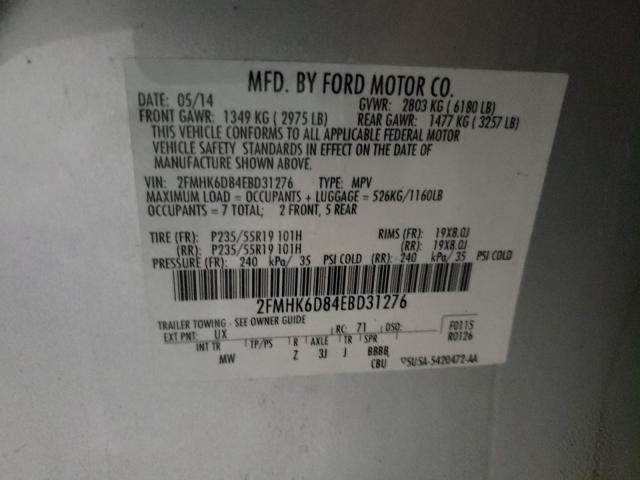 MFD. BY FORD MOTOR CO.
DATE: 05/14 GVWR: 2803 KG ( 6180 LB)
FRONT GAWR: 1349 KG ( 2975 LB) REAR GAWR: 1477 KG ( 3257 LB)
THIS VEHICLE CONFORMS TO ALL APPLICABLE FEDERAL MOTOR
VEHICLE SAFETY STANDARDS IN EFFECT ON THE DATE OF
MANUFACTURE SHOWN ABOVE.
VIN: 2FMHK6D84EBD31276 TYPE: MPV
MAXIMUM LOAD = OCCUPANTS + LUGGAGE = 526KG/1160LB
OCCUPANTS = 7 TOTAL; 2 FRONT, 5 REAR
TIRE (FR): P235/55R19 101H RIMS (FR): 19X8.0J
(RR): P235/55R19 101H (RR): 19X8.0J
PRESSURE (FR): 240 kPa/ 35 PSI COLD (RR): 240 kPa/ 35 PSI COLD
2FMHK6D84EBD31276
TRAILER TOWING - SEE OWNER GUIDE
EXT PNT: UX RC: 71 DSO: F0115
INT TR TP/PS R AXLE TR SPR R0126
MW Z 3J J BBBB
CBU ▽SUSA-5420472-AA